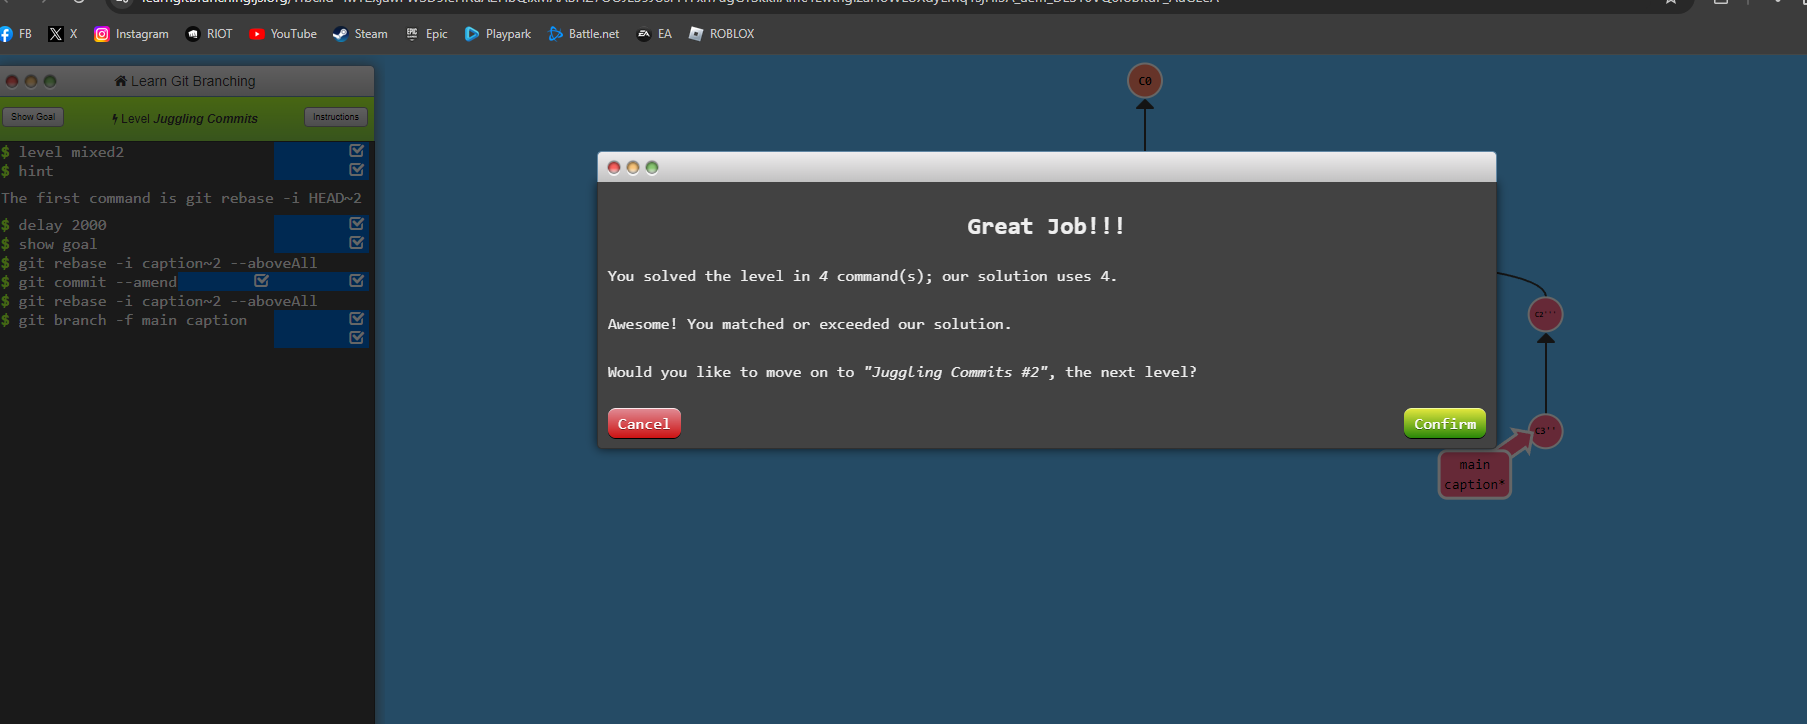 FB X Instagram RIOT YouTube Steam Epic Playpark Battle.net EA ROBLOX
Learn Git Branching
Show Goal Level Juggling Commits Instructions
$ level mixed2
$ hint
The first command is git rebase -i HEAD~2
$ delay 2000
$ show goal
$ git rebase -i caption~2 --aboveAll
$ git commit --amend
$ git rebase -i caption~2 --aboveAll
$ git branch -f main caption
C0
Great Job!!!
You solved the level in 4 command(s); our solution uses 4.
Awesome! You matched or exceeded our solution.
Would you like to move on to "Juggling Commits #2", the next level?
Cancel Confirm
C2'''
C3''
main
caption*